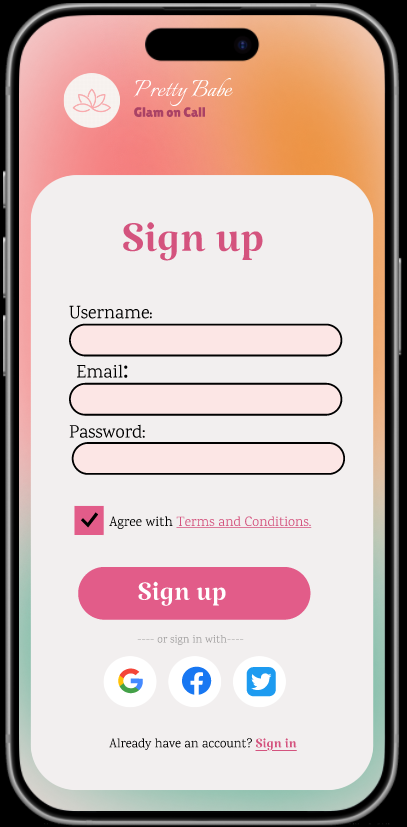 Pretty Babe
Glam on Call
Sign up
Username:
Email:
Password:
Agree with Terms and Conditions.
Sign up
---- or sign in with----
Already have an account? Sign in